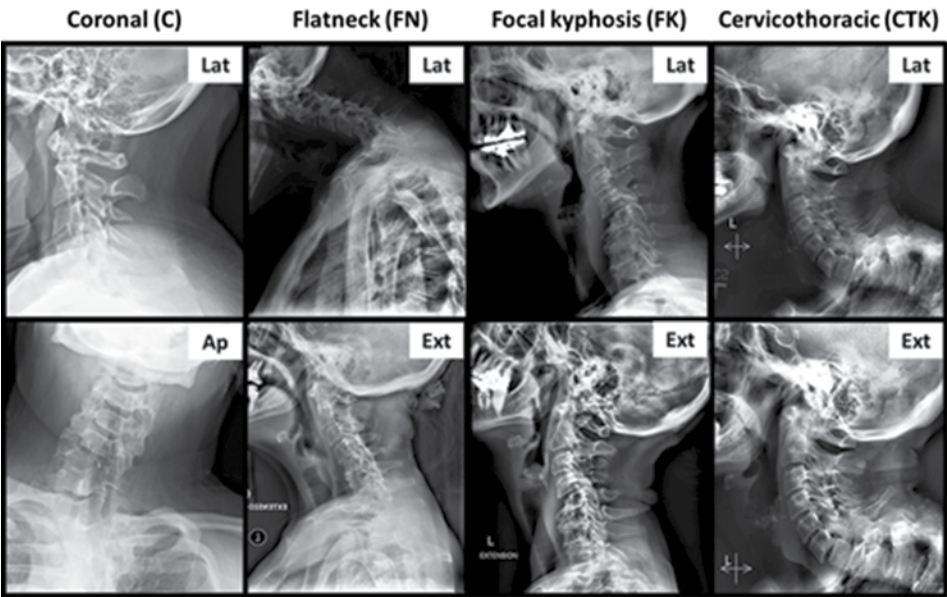 Coronal (C)
Flatneck (FN)
Focal kyphosis (FK)
Cervicothoracic (CTK)
Lat
Lat
Lat
Lat
L
Ap
Ext
Ext
Ext
L
EXTENSION
L